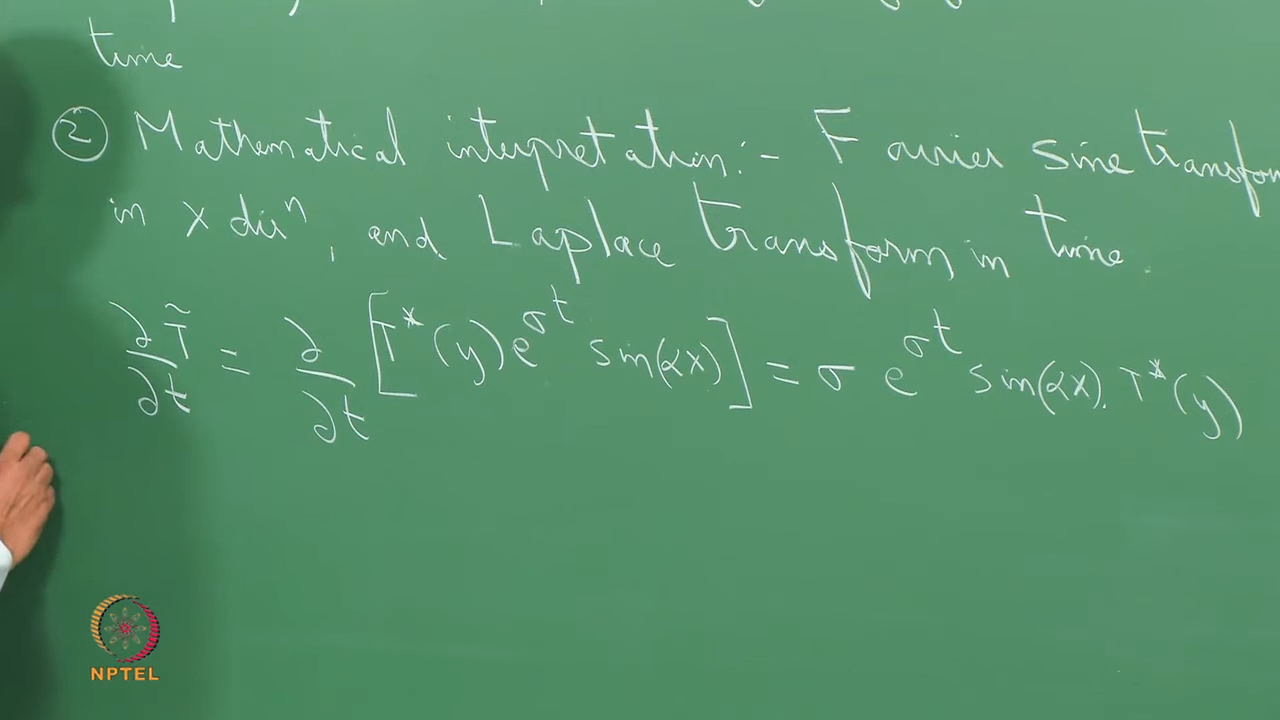 time
② Mathematical interpretation:- Fourier sine transfor
in x dirⁿ, and Laplace transform in time.
∂T̃/∂t = ∂/∂t [T*(y)e^{σt} sin(αx)] = σ e^{σt} sin(αx). T*(y)
NPTEL